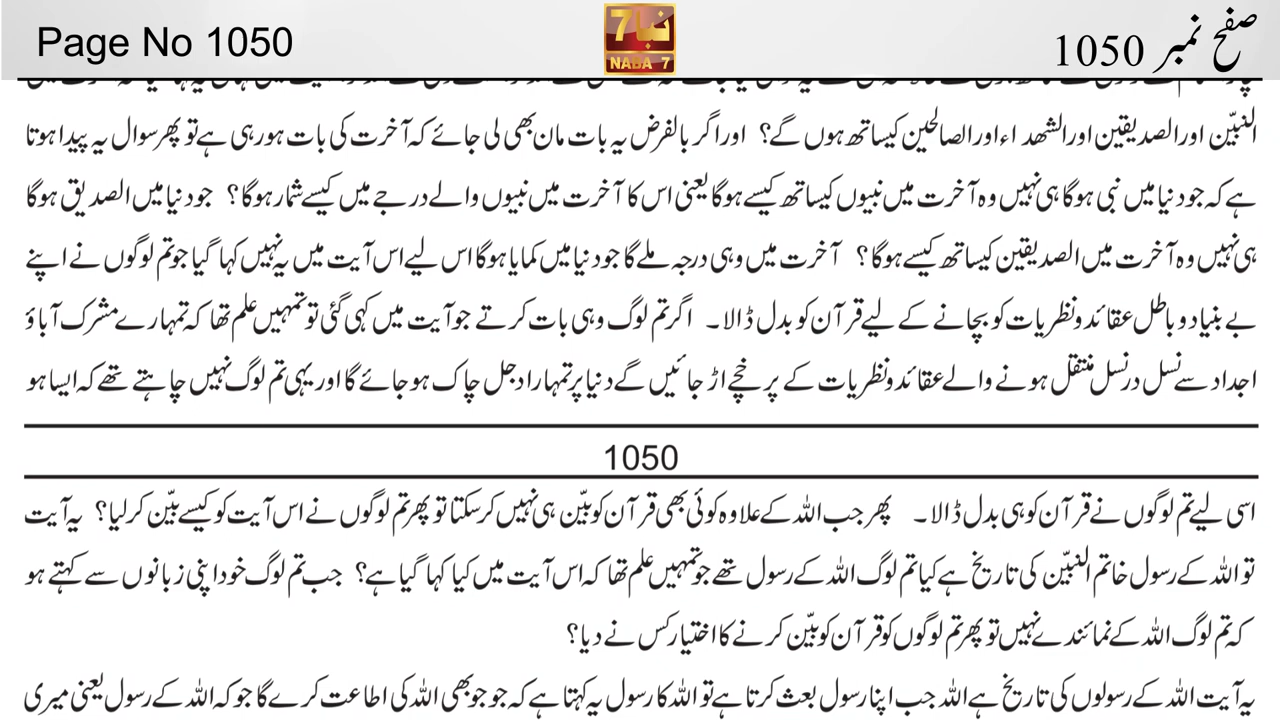 Page No 1050
نبا 7
NABA 7
صفحہ نمبر 1050
النبیّن اور الصدیقین اور الشھداء اور الصالحین کیساتھ ہوں گے؟ اور اگر بالفرض یہ بات مان بھی لی جائے کہ آخرت کی بات ہو رہی ہے تو پھر سوال یہ پیدا ہوتا
ہے کہ جو دنیا میں نبی ہوگا ہی نہیں وہ آخرت میں نبیوں کیساتھ کیسے ہوگا یعنی اس کا آخرت میں نبیوں والے درجے میں کیسے شمار ہوگا؟ جو دنیا میں الصدیق ہوگا
ہی نہیں وہ آخرت میں الصدیقین کیساتھ کیسے ہوگا؟ آخرت میں وہی درجہ ملے گا جو دنیا میں کمایا ہوگا اس لیے اس آیت میں یہ نہیں کہا گیا جو تم لوگوں نے اپنے
بے بنیاد و باطل عقائد و نظریات کو بچانے کے لیے قرآن کو بدل ڈالا۔ اگر تم لوگ وہی بات کرتے جو آیت میں کہی گئی تو تمہیں علم تھا کہ تمہارے مشرک آباؤ
اجداد سے نسل در نسل منتقل ہونے والے عقائد و نظریات کے پرخچے اڑ جائیں گے دنیا پر تمہارا دجل چاک ہو جائے گا اور یہی تم لوگ نہیں چاہتے تھے کہ ایسا ہو
1050
اسی لیے تم لوگوں نے قرآن کو ہی بدل ڈالا۔ پھر جب اللہ کے علاوہ کوئی بھی قرآن کو بیّن ہی نہیں کر سکتا تو پھر تم لوگوں نے اس آیت کو کیسے بیّن کر لیا؟ یہ آیت
تو اللہ کے رسول خاتم النبیّن کی تاریخ ہے کیا تم لوگ اللہ کے رسول تھے جو تمہیں علم تھا کہ اس آیت میں کیا کہا گیا ہے؟ جب تم لوگ خود اپنی زبانوں سے کہتے ہو
کہ تم لوگ اللہ کے نمائندے نہیں تو پھر تم لوگوں کو قرآن کو بیّن کرنے کا اختیار کس نے دیا؟
یہ آیت اللہ کے رسولوں کی تاریخ ہے اللہ جب اپنا رسول بعث کرتا ہے تو اللہ کا رسول یہ کہتا ہے کہ جو جو بھی اللہ کی اطاعت کرے گا جو کہ اللہ کے رسول یعنی میری